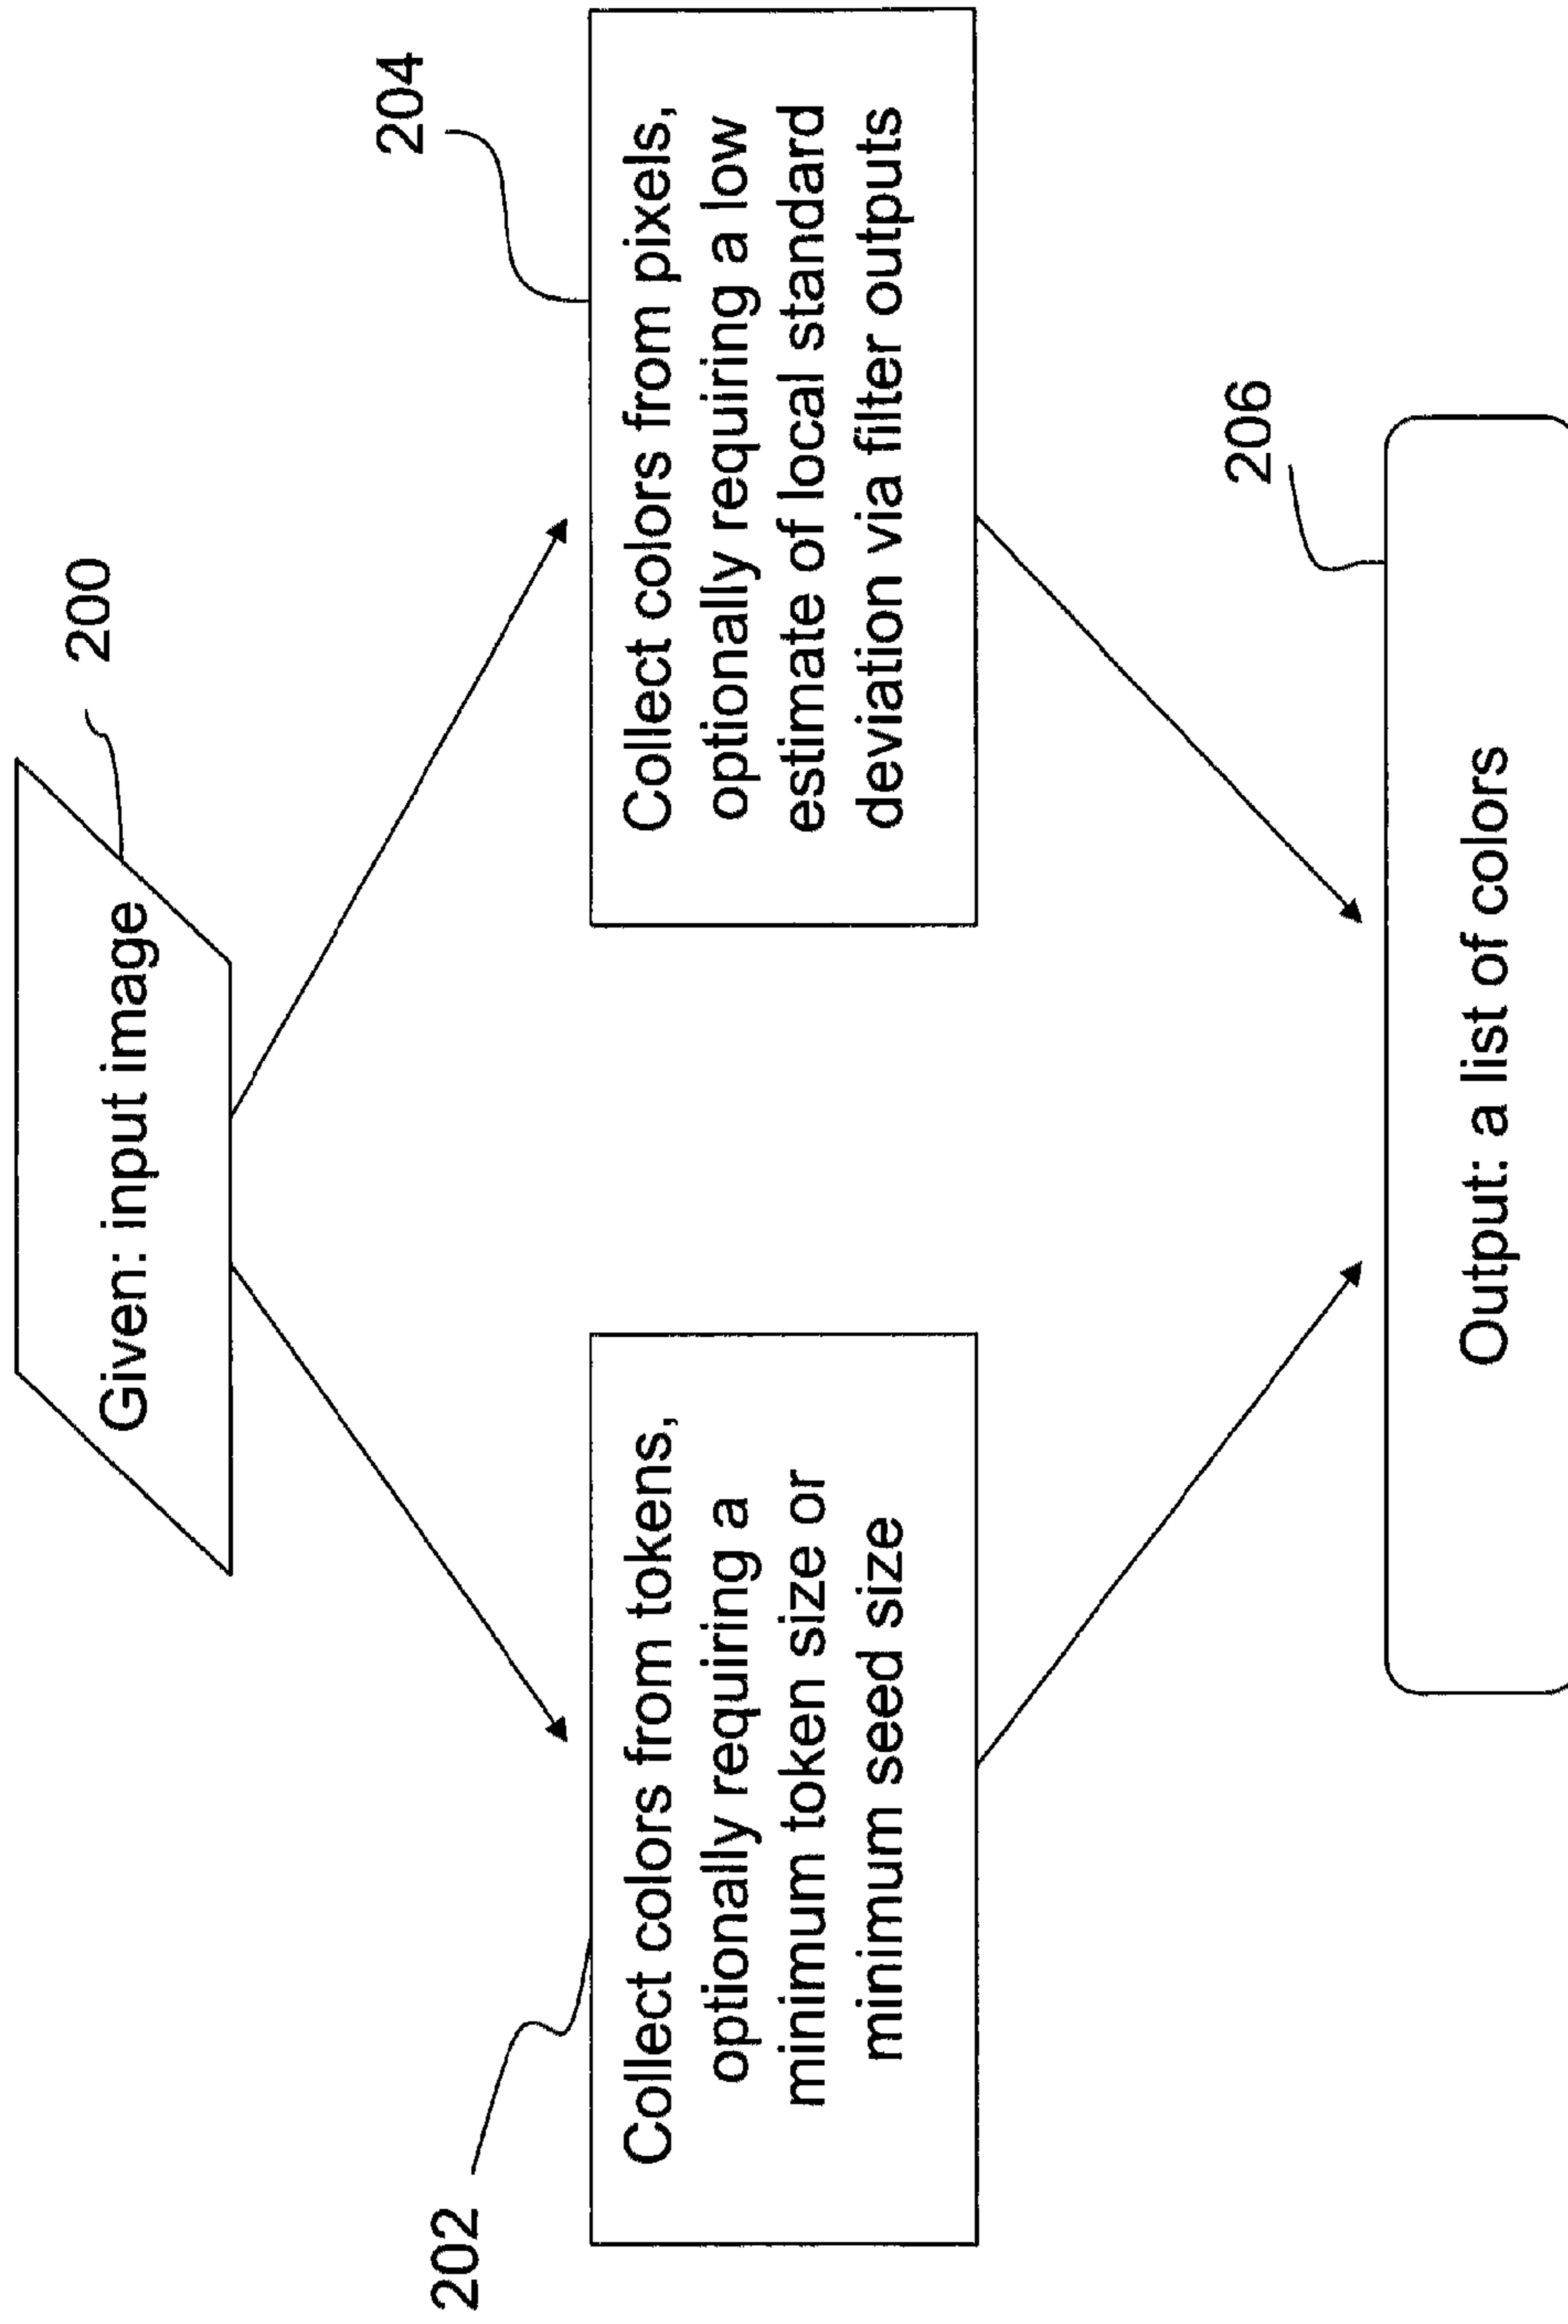 200
Given: input image
202
Collect colors from tokens,
optionally requiring a
minimum token size or
minimum seed size
204
Collect colors from pixels,
optionally requiring a low
estimate of local standard
deviation via filter outputs
206
Output: a list of colors